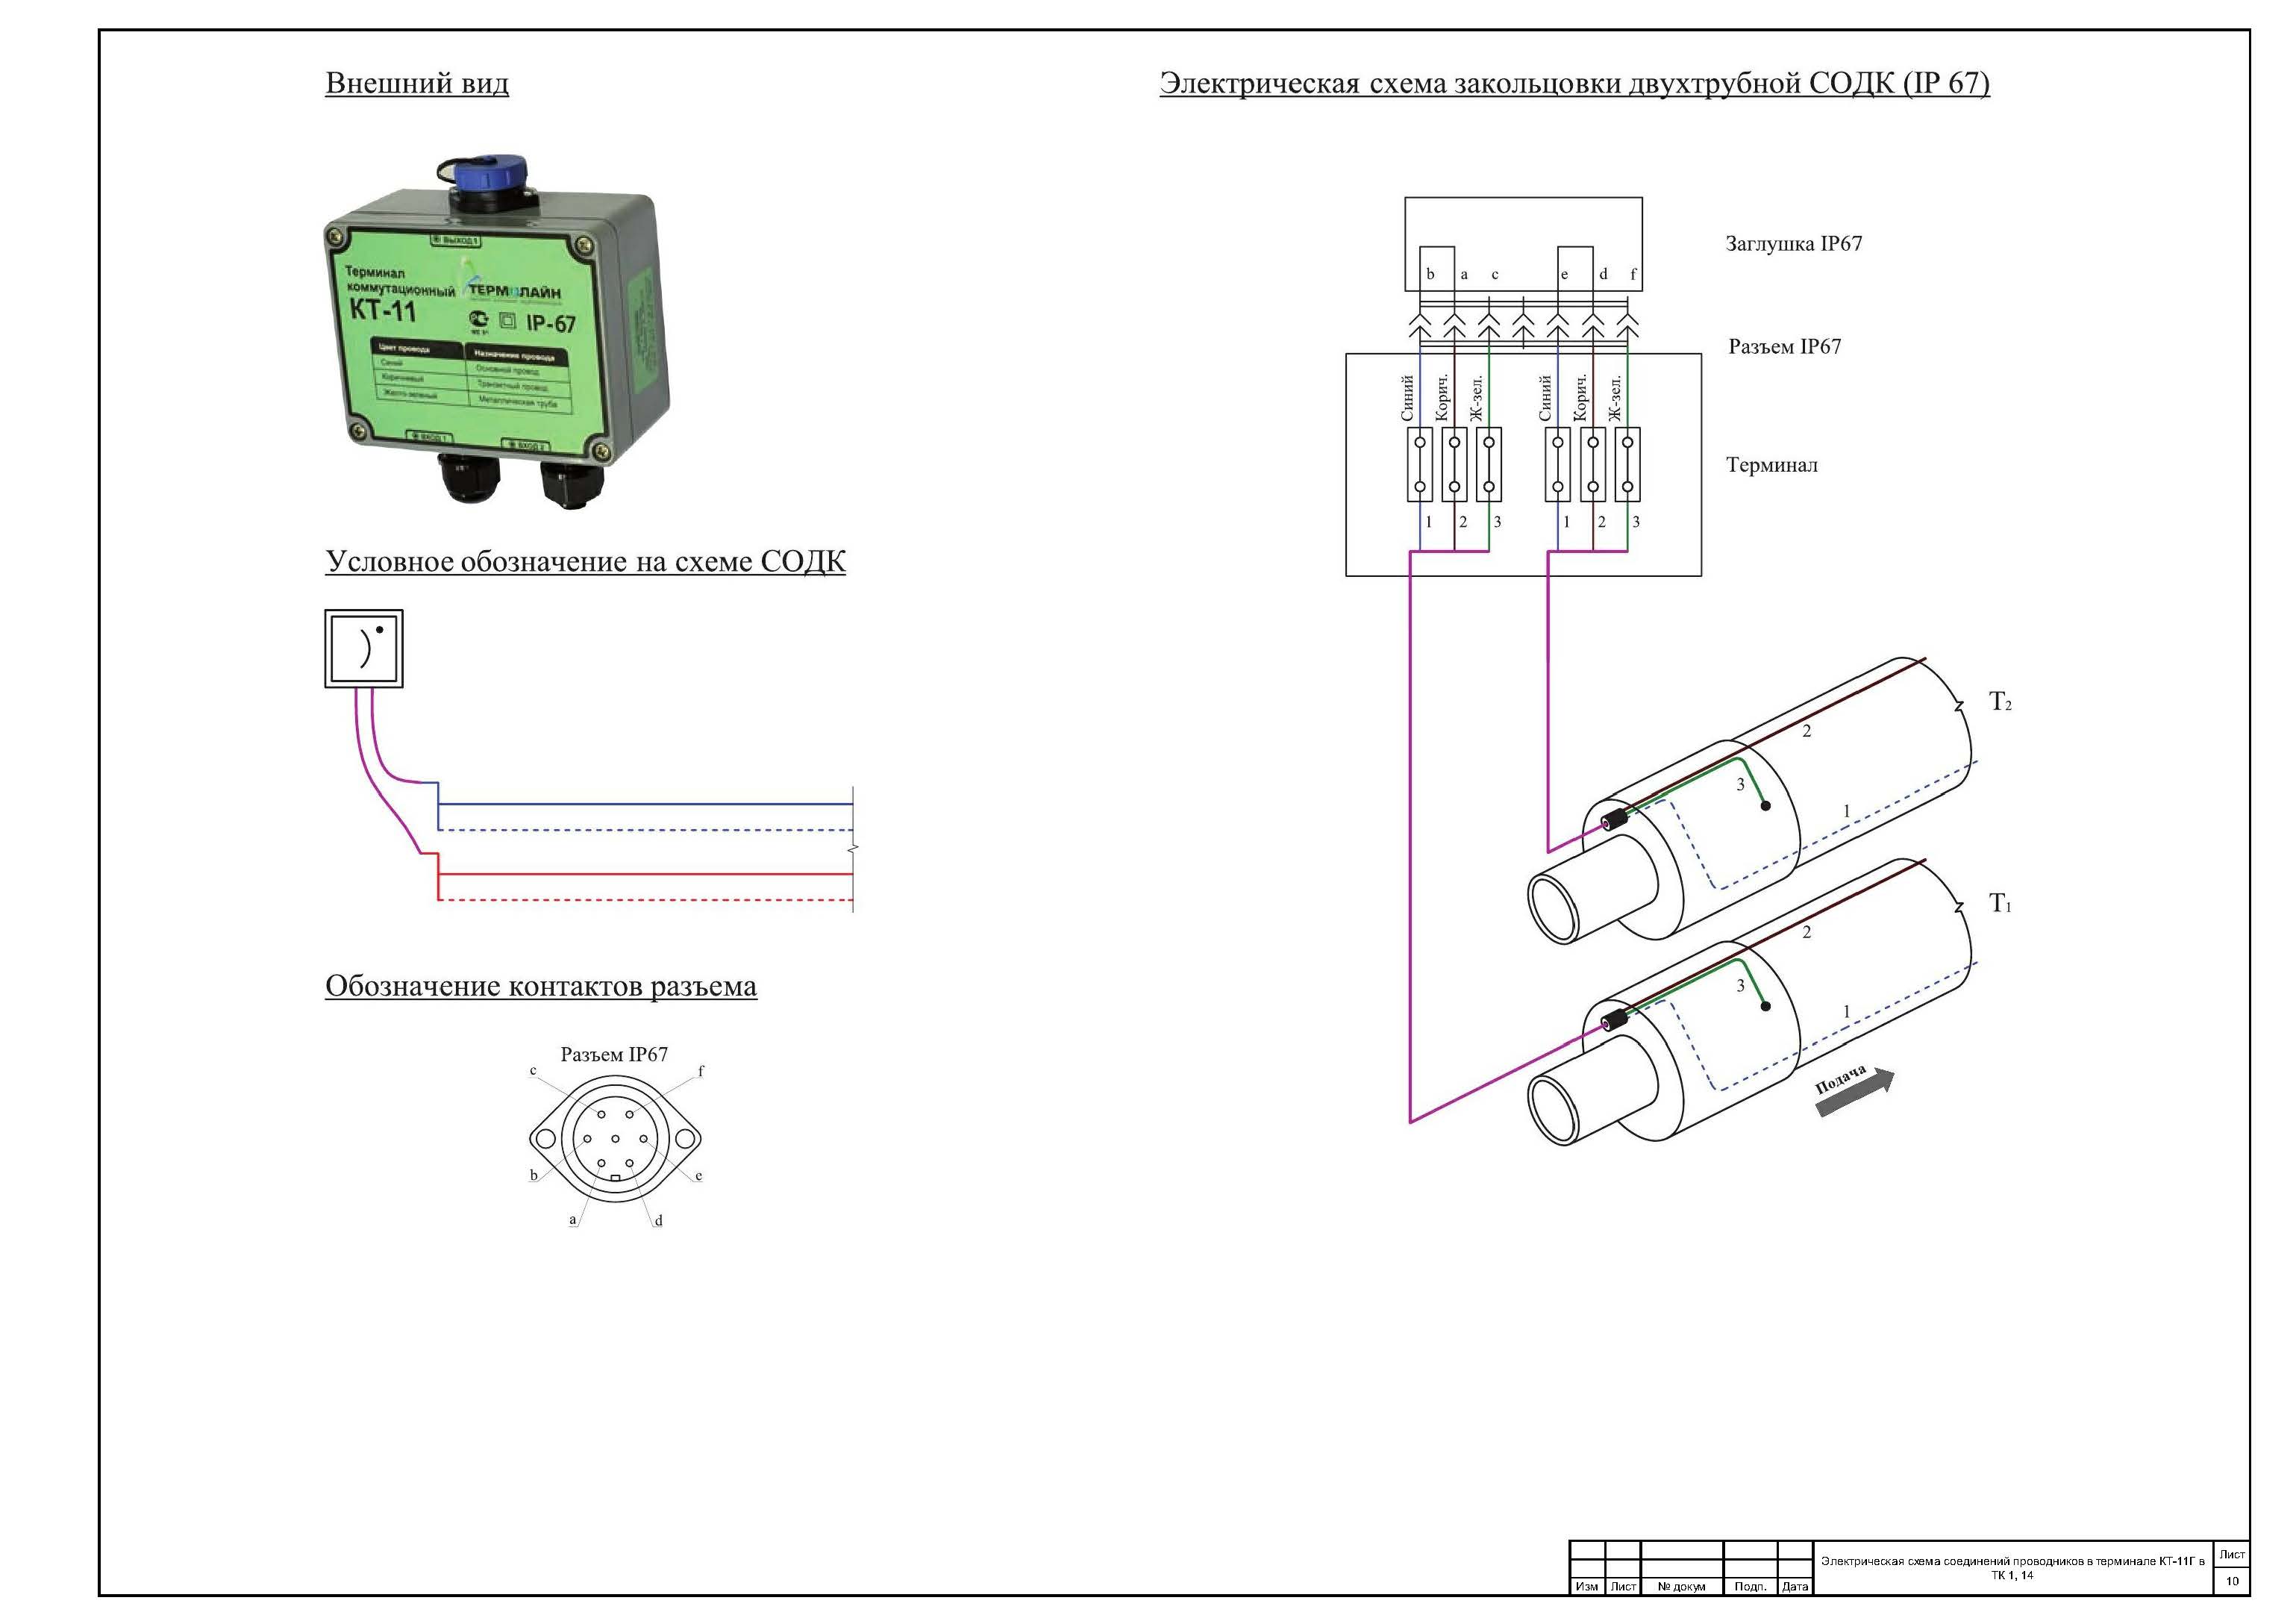 Внешний вид
Электрическая схема закольцовки двухтрубной СОДК (IP 67)
ВЫХОД 1
Терминал
коммутационный
КТ-11
ТЕРМОЛАЙН
IP-67
Цвет провода
Назначение провода
Синий
Основной провод
Коричневый
Транзитный провод
Желто-зеленый
Металлическая труба
ВХОД 1
ВХОД 2
Заглушка IP67
b a c e d f
Разъем IP67
Синий
Корич.
Ж-зел.
Синий
Корич.
Ж-зел.
Терминал
1 2 3 1 2 3
Условное обозначение на схеме СОДК
T2
2
3
1
T1
2
3
1
Подача
Обозначение контактов разъема
Разъем IP67
c
f
b
e
a
d
Изм Лист № докум Подп. Дата
Электрическая схема соединений проводников в терминале КТ-11Г в
ТК 1, 14
Лист
10